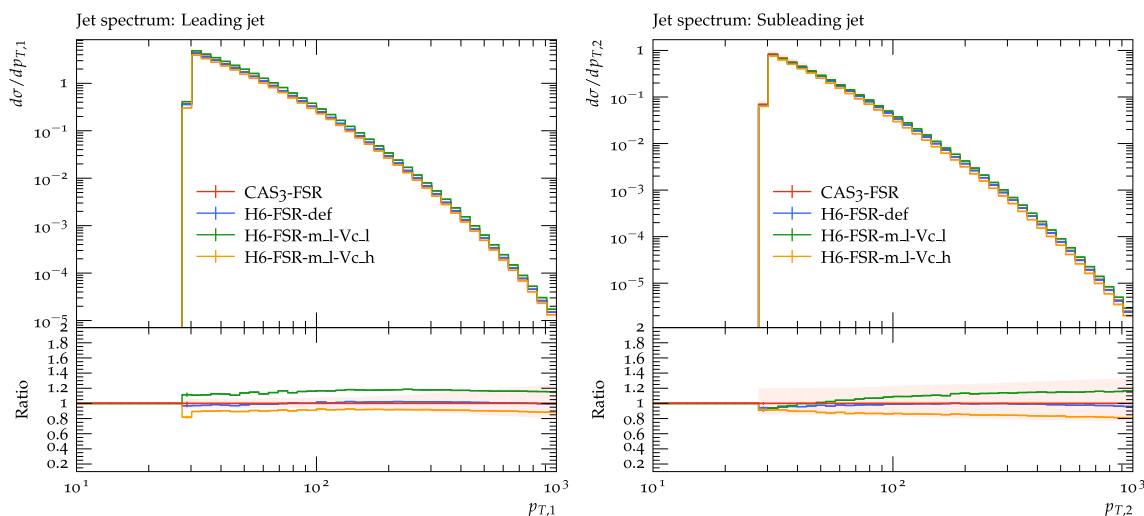 Jet spectrum: Leading jet
dσ/dp_T,1
1
10^−1
10^−2
10^−3
10^−4
10^−5
CAS3-FSR
H6-FSR-def
H6-FSR-m_l-Vc_l
H6-FSR-m_l-Vc_h
Ratio
2
1.8
1.6
1.4
1.2
1
0.8
0.6
0.4
0.2
10^1
10^2
10^3
p_T,1
Jet spectrum: Subleading jet
dσ/dp_T,2
1
10^−1
10^−2
10^−3
10^−4
10^−5
10^−6
CAS3-FSR
H6-FSR-def
H6-FSR-m_l-Vc_l
H6-FSR-m_l-Vc_h
Ratio
2
1.8
1.6
1.4
1.2
1
0.8
0.6
0.4
0.2
10^1
10^2
10^3
p_T,2